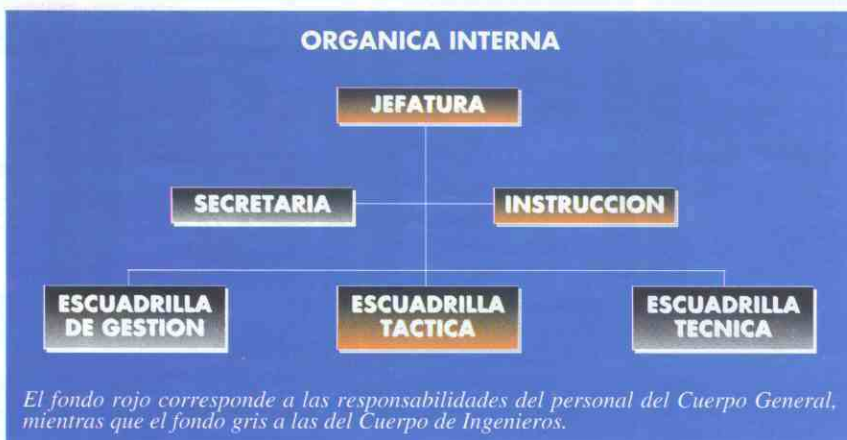 ORGANICA INTERNA
JEFATURA
SECRETARIA
INSTRUCCION
ESCUADRILLA
DE GESTION
ESCUADRILLA
TACTICA
ESCUADRILLA
TECNICA
El fondo rojo corresponde a las responsabilidades del personal del Cuerpo General,
mientras que el fondo gris a las del Cuerpo de Ingenieros.